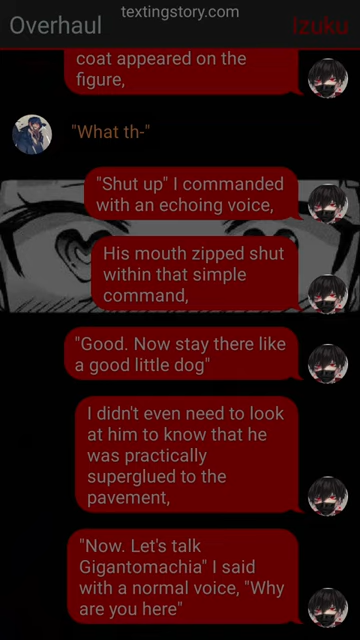 textingstory.com
Overhaul
Izuku
coat appeared on the
figure,
"What th-"
"Shut up" I commanded
with an echoing voice,
His mouth zipped shut
within that simple
command,
"Good. Now stay there like
a good little dog"
I didn't even need to look
at him to know that he
was practically
superglued to the
pavement,
"Now. Let's talk
Gigantomachia" I said
with a normal voice, "Why
are you here"